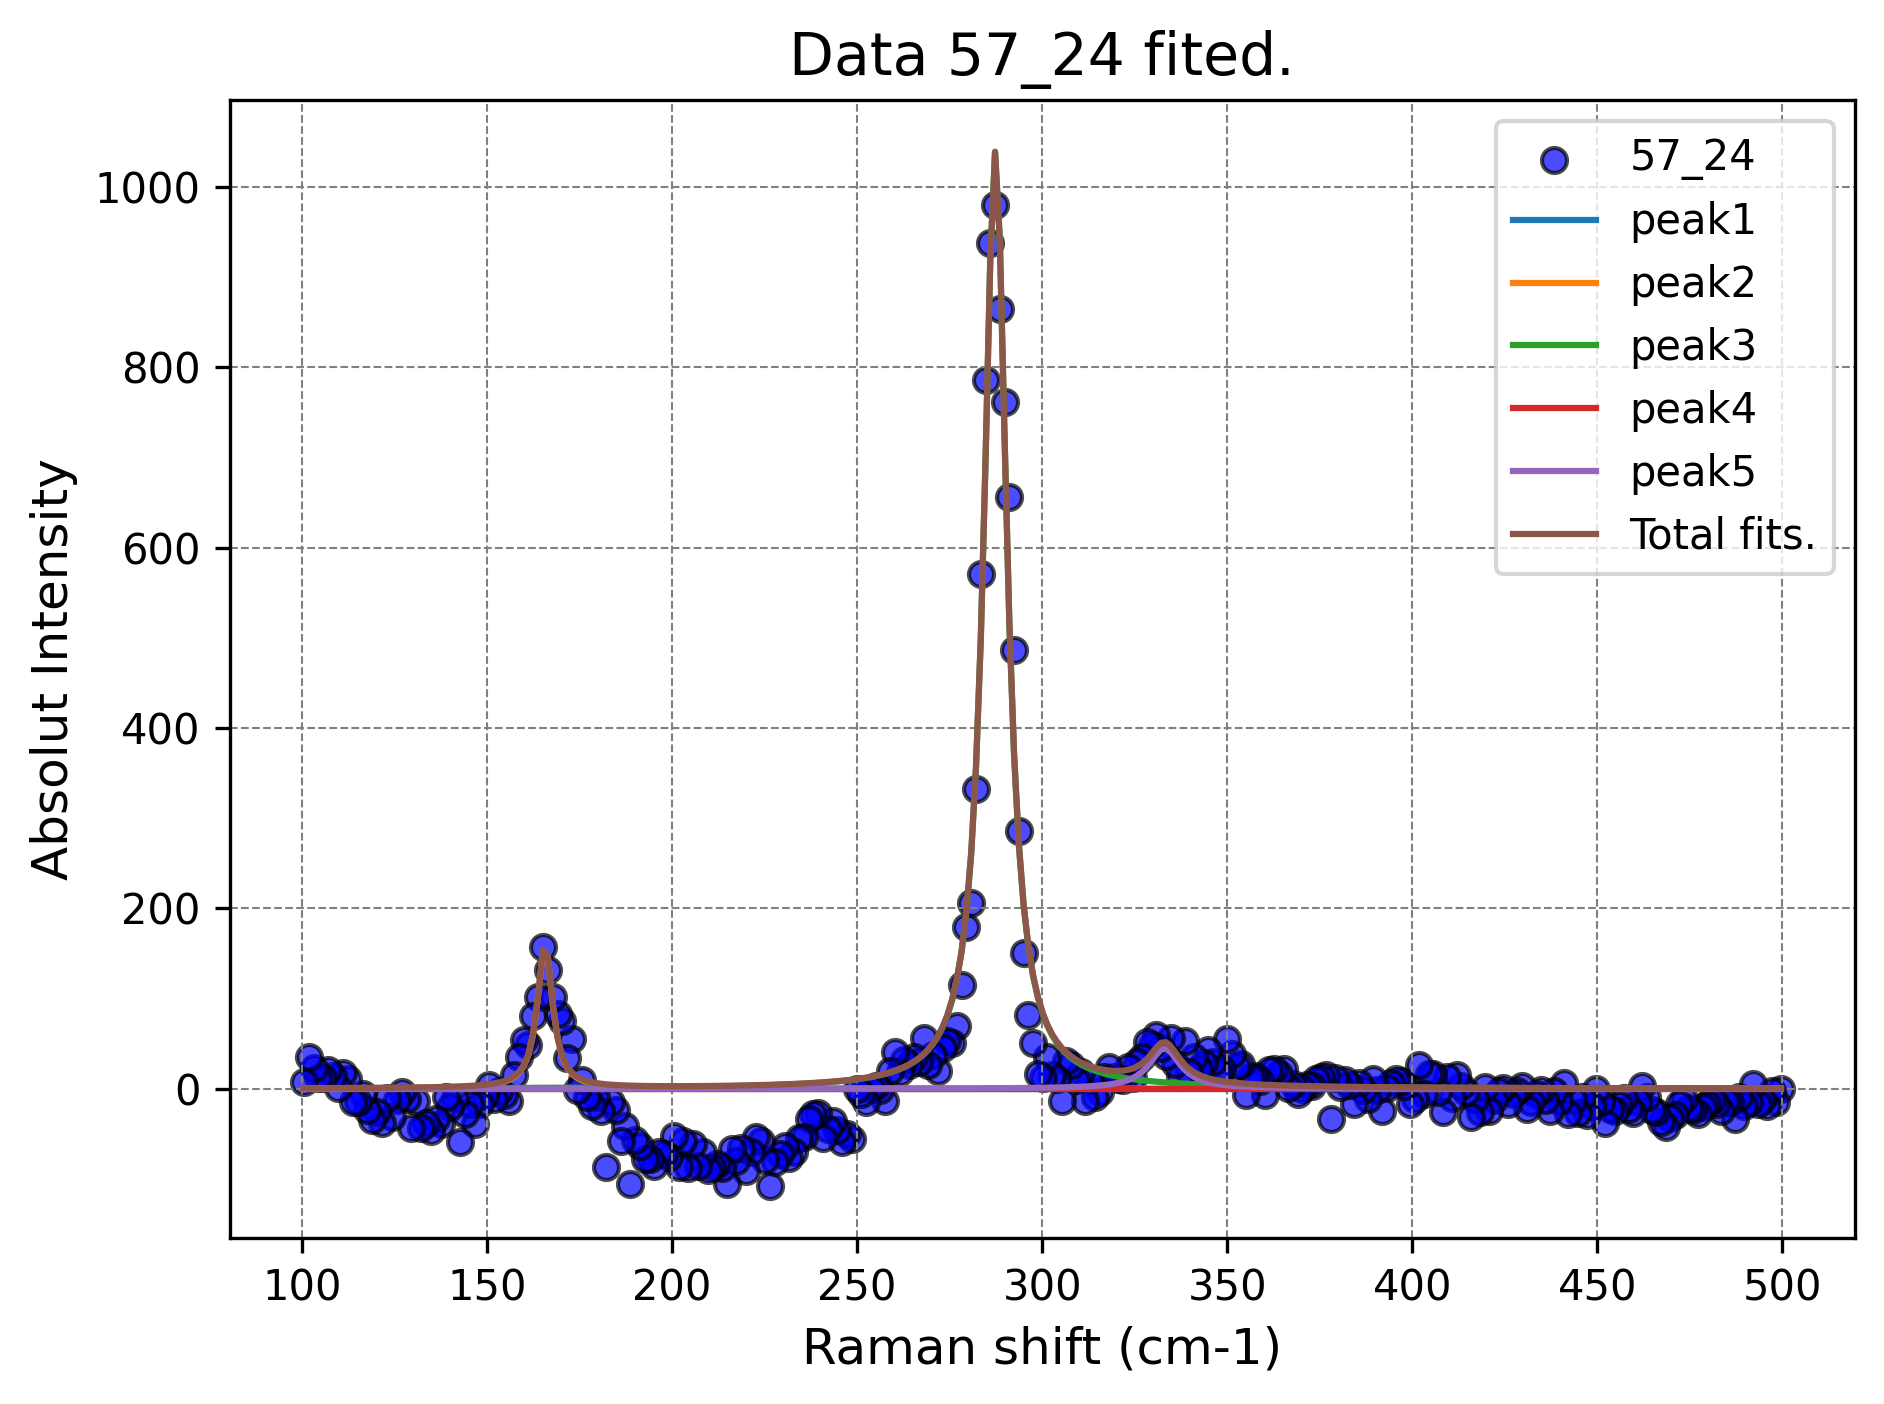 Data 57_24 fited.
57_24
peak1
peak2
peak3
peak4
peak5
Total fits.
Absolut Intensity
1000
800
600
400
200
0
100 150 200 250 300 350 400 450 500
Raman shift (cm-1)